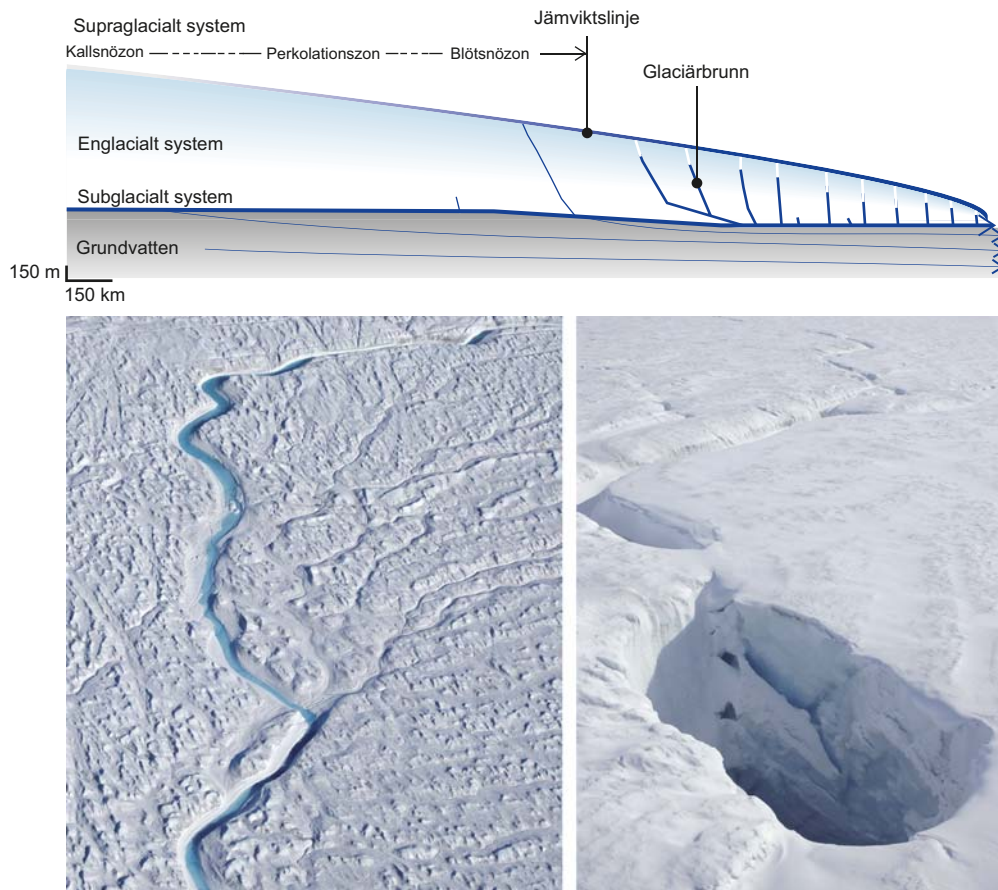 Supraglacialt system
Jämviktslinje
Kallsnözon
Perkolationszon
Blötsnözon
Glaciärbrunn
Englacialt system
Subglacialt system
Grundvatten
150 m
150 km